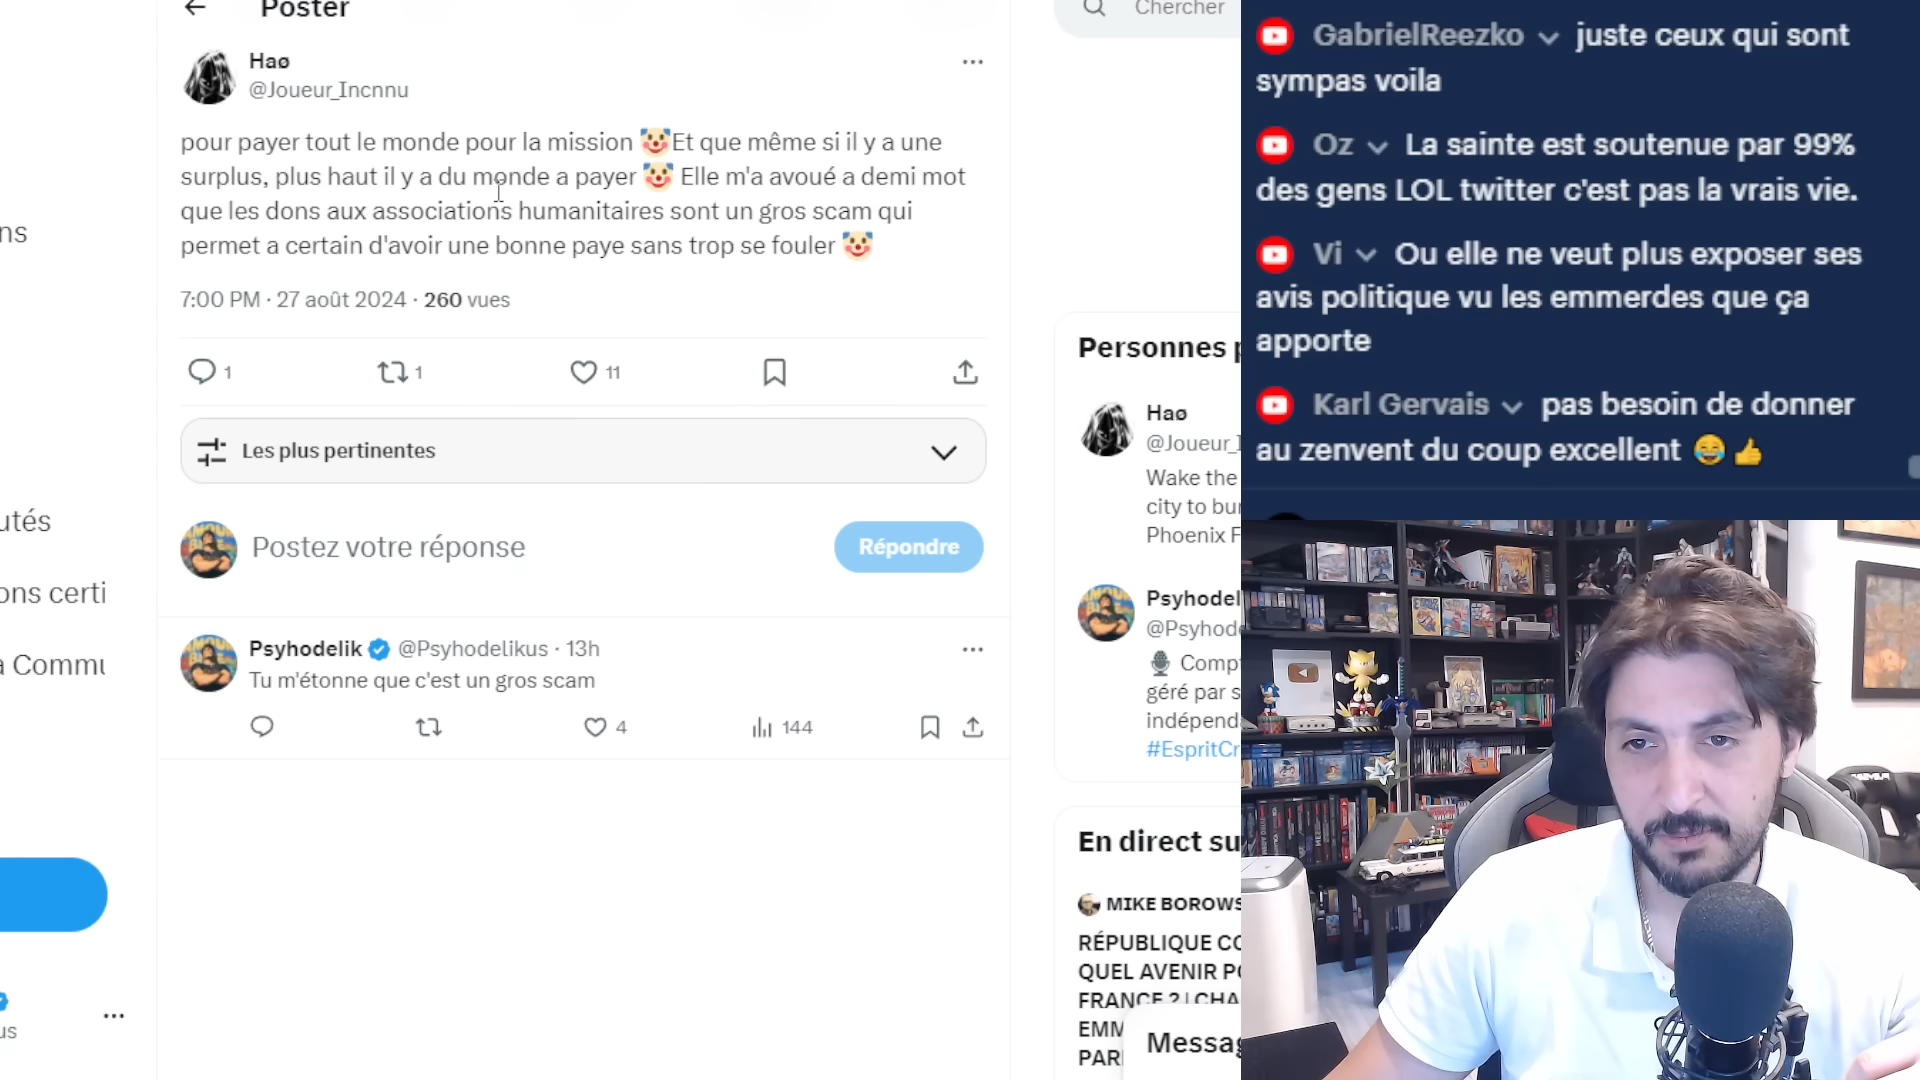 Poster
Haø
@Joueur_Incnnu
pour payer tout le monde pour la mission 🤡Et que même si il y a une
surplus, plus haut il y a du monde a payer 🤡 Elle m'a avoué a demi mot
que les dons aux associations humanitaires sont un gros scam qui
permet a certain d'avoir une bonne paye sans trop se fouler 🤡
7:00 PM · 27 août 2024 · 260 vues
1
1
11
Les plus pertinentes
Postez votre réponse
Répondre
Psyhodelik @Psyhodelikus · 13h
Tu m'étonne que c'est un gros scam
4
144
ns
utés
ons certi
a Commu
us
Chercher
Personnes p
Haø
@Joueur_I
Wake the
city to bur
Phoenix F
Psyhodel
@Psyhode
🎙 Compt
géré par s
indépenda
#EspritCr
En direct su
MIKE BOROWS
RÉPUBLIQUE CO
QUEL AVENIR PO
FRANCE ? | CHA
EMM
PARI
Messag
GabrielReezko juste ceux qui sont
sympas voila
Oz La sainte est soutenue par 99%
des gens LOL twitter c'est pas la vrais vie.
Vi Ou elle ne veut plus exposer ses
avis politique vu les emmerdes que ça
apporte
Karl Gervais pas besoin de donner
au zenvent du coup excellent 😂👍